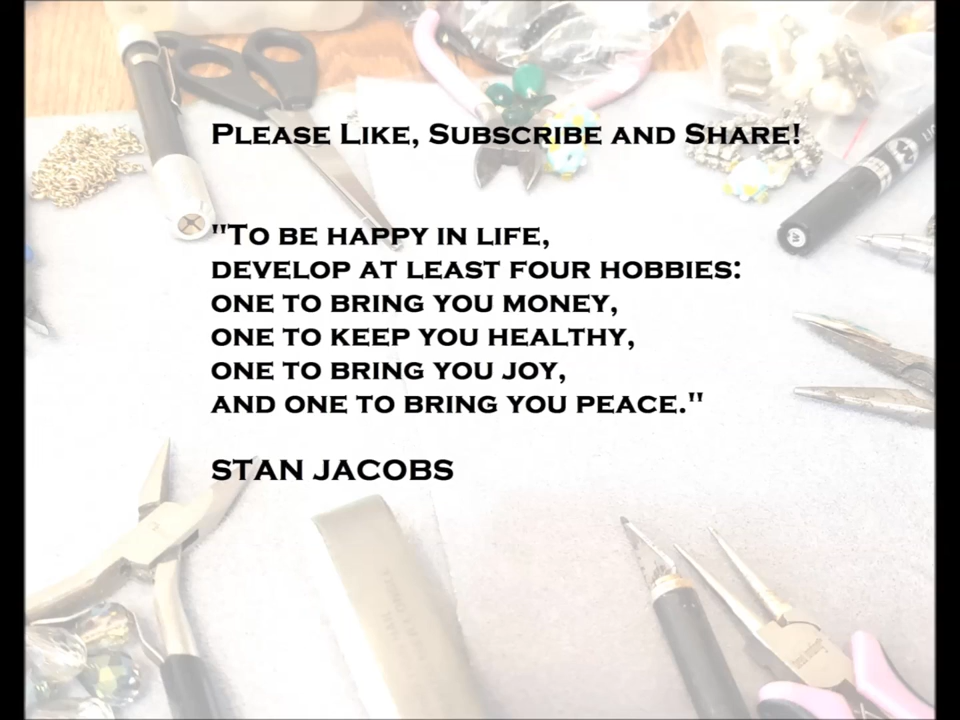 Please Like, Subscribe and Share!
"To be happy in life,
develop at least four hobbies:
one to bring you money,
one to keep you healthy,
one to bring you joy,
and one to bring you peace."
STAN JACOBS